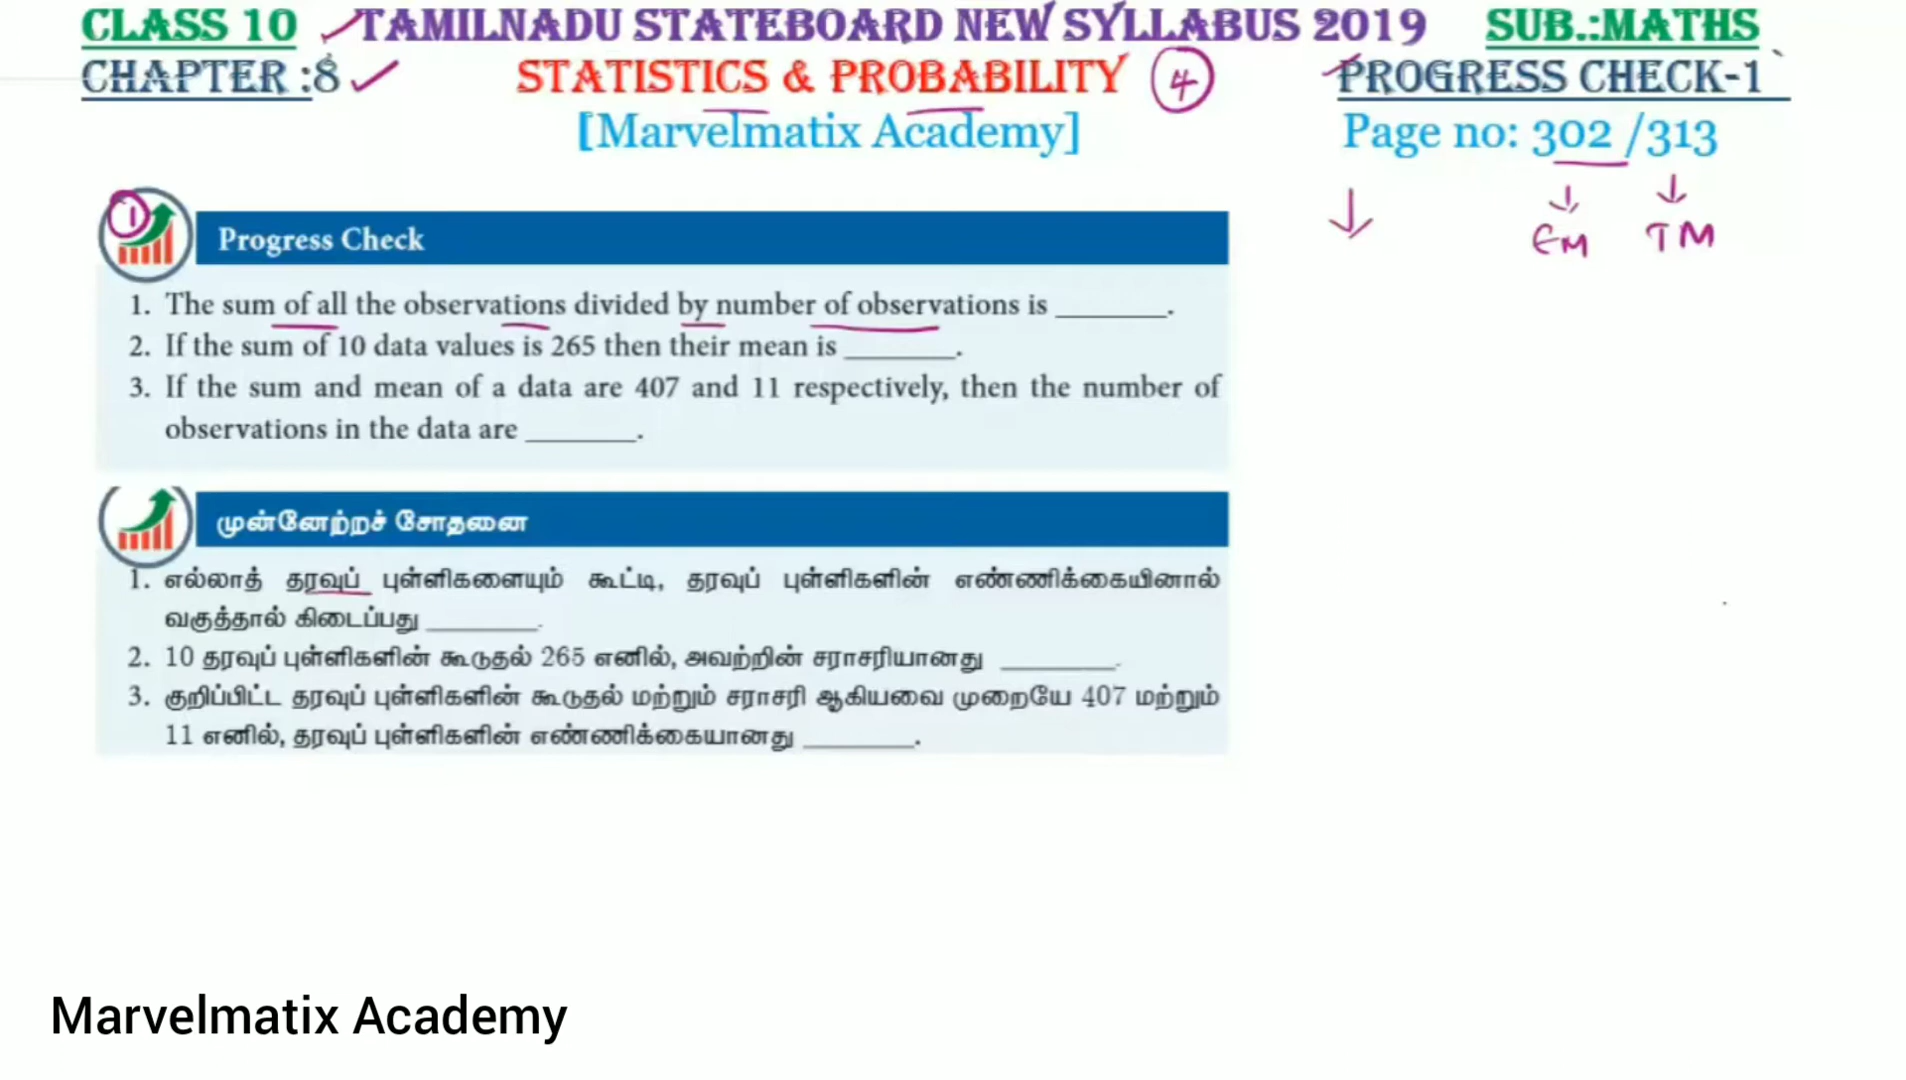 CLASS 10 TAMILNADU STATEBOARD NEW SYLLABUS 2019 SUB.:MATHS
CHAPTER :8 STATISTICS & PROBABILITY 4 PROGRESS CHECK-1
[Marvelmatix Academy] Page no: 302 /313
EM TM
1
Progress Check
1. The sum of all the observations divided by number of observations is ________.
2. If the sum of 10 data values is 265 then their mean is ________.
3. If the sum and mean of a data are 407 and 11 respectively, then the number of
observations in the data are ________.
முன்னேற்றச் சோதனை
1. எல்லாத் தரவுப் புள்ளிகளையும் கூட்டி, தரவுப் புள்ளிகளின் எண்ணிக்கையினால்
வகுத்தால் கிடைப்பது ________.
2. 10 தரவுப் புள்ளிகளின் கூடுதல் 265 எனில், அவற்றின் சராசரியானது ________.
3. குறிப்பிட்ட தரவுப் புள்ளிகளின் கூடுதல் மற்றும் சராசரி ஆகியவை முறையே 407 மற்றும்
11 எனில், தரவுப் புள்ளிகளின் எண்ணிக்கையானது ________.
Marvelmatix Academy